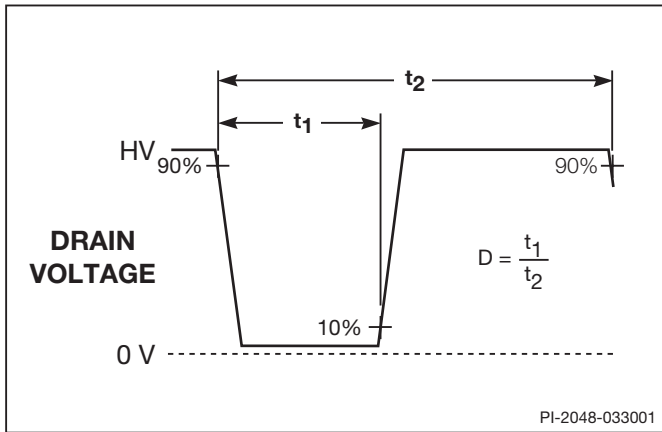 t2
t1
HV
90%
90%
DRAIN
VOLTAGE
D = t1/t2
10%
0 V
PI-2048-033001